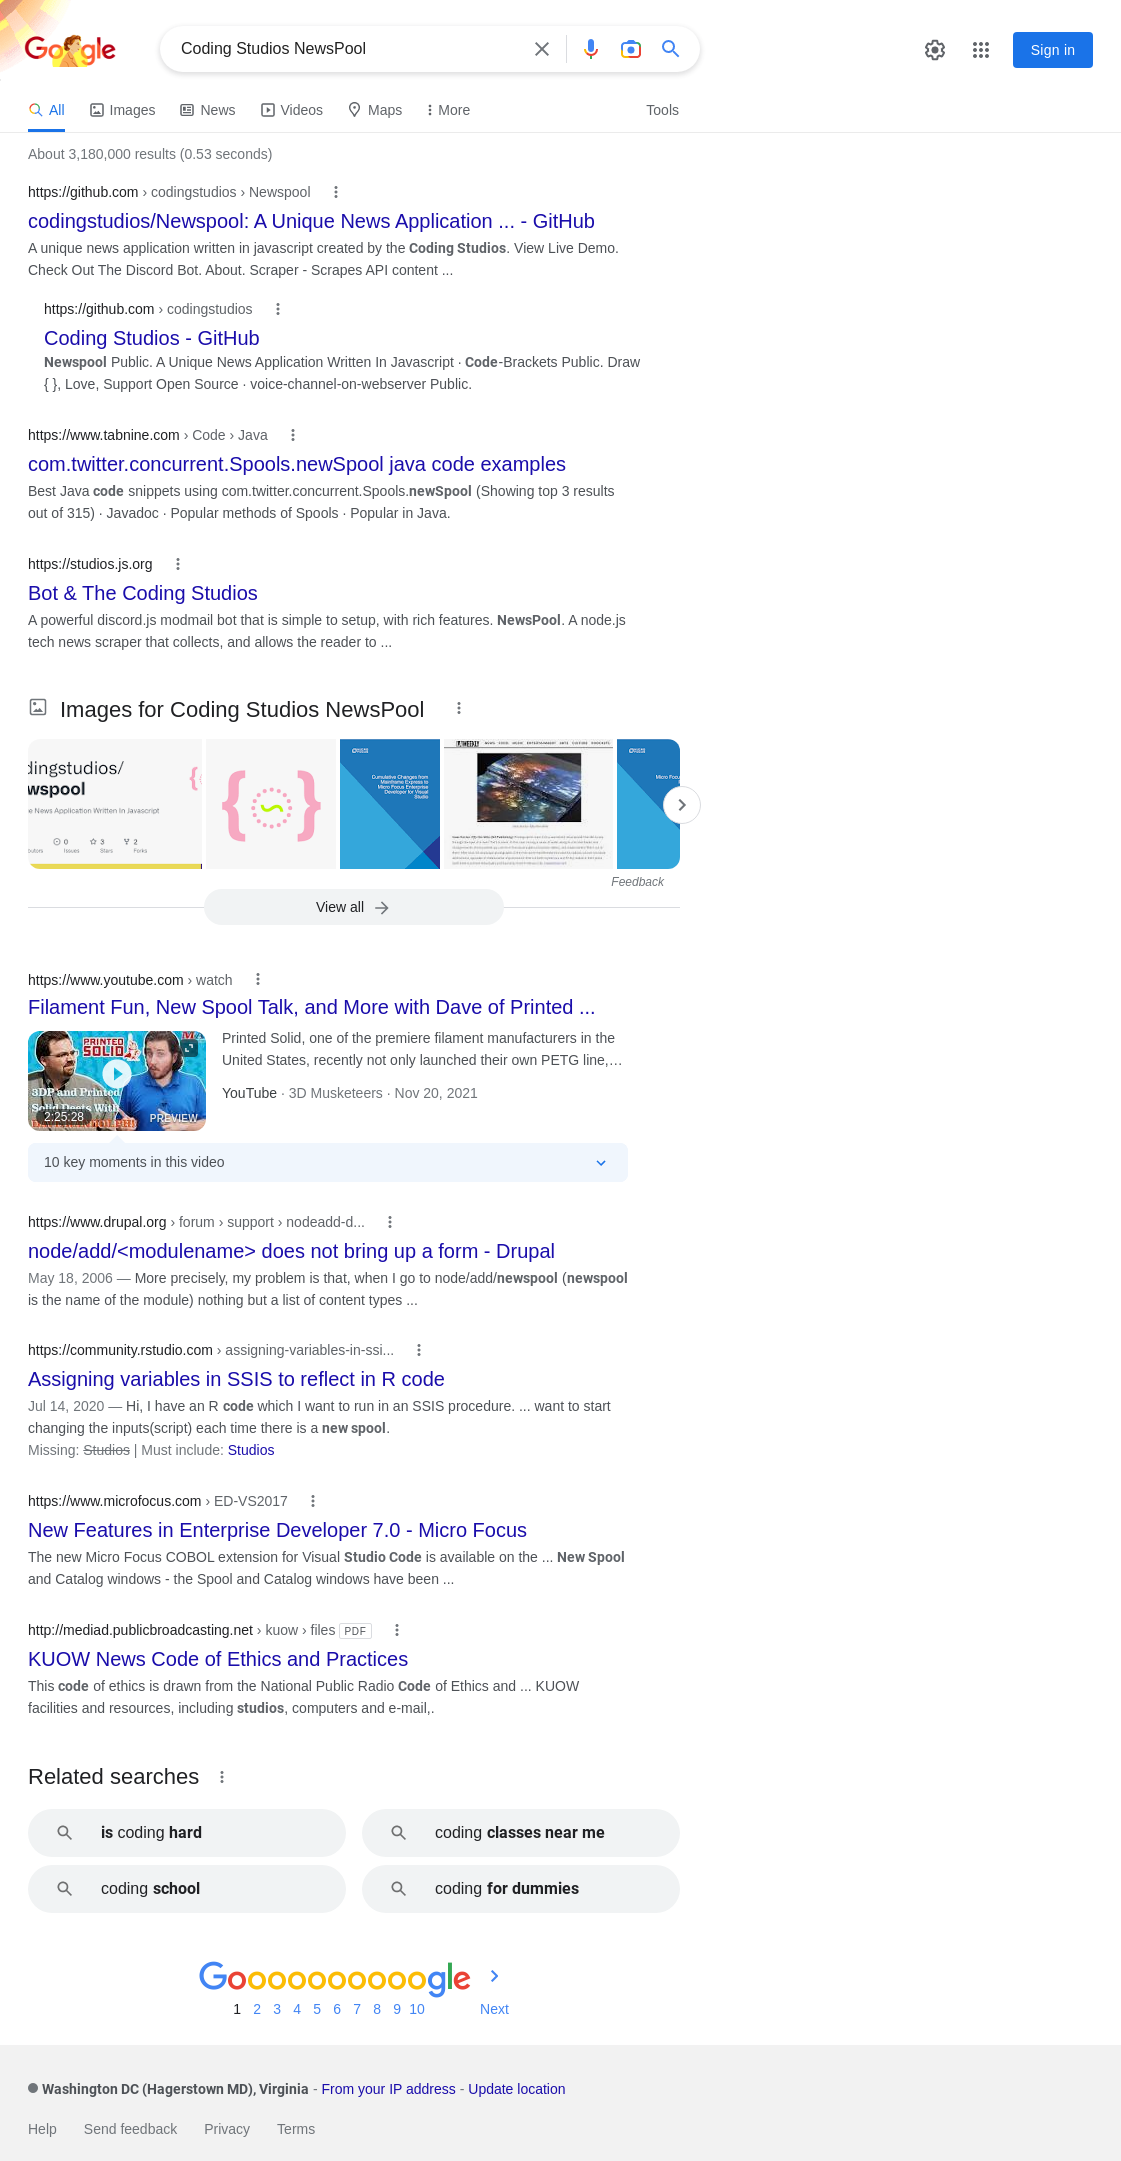 Google
Coding Studios NewsPool
Sign in
All Images News Videos Maps More Tools
About 3,180,000 results (0.53 seconds)
https://github.com › codingstudios › Newspool
codingstudios/Newspool: A Unique News Application ... - GitHub
A unique news application written in javascript created by the Coding Studios. View Live Demo.
Check Out The Discord Bot. About. Scraper - Scrapes API content ...
https://github.com › codingstudios
Coding Studios - GitHub
Newspool Public. A Unique News Application Written In Javascript · Code-Brackets Public. Draw
{ }, Love, Support Open Source · voice-channel-on-webserver Public.
https://www.tabnine.com › Code › Java
com.twitter.concurrent.Spools.newSpool java code examples
Best Java code snippets using com.twitter.concurrent.Spools.newSpool (Showing top 3 results
out of 315) · Javadoc · Popular methods of Spools · Popular in Java.
https://studios.js.org
Bot & The Coding Studios
A powerful discord.js modmail bot that is simple to setup, with rich features. NewsPool. A node.js
tech news scraper that collects, and allows the reader to ...
Images for Coding Studios NewsPool
dingstudios/
wspool
e News Application Written In Javascript
0 3 2
Issues Stars Forks
Cumulative Changes from
Mainframe Express to
Micro Focus Enterprise
Developer for Visual
Studio
Feedback
View all
https://www.youtube.com › watch
Filament Fun, New Spool Talk, and More with Dave of Printed ...
PRINTED
SOLID
3DP and Printed
Solid Deets With
2:25:28
PREVIEW
Printed Solid, one of the premiere filament manufacturers in the
United States, recently not only launched their own PETG line,…
YouTube · 3D Musketeers · Nov 20, 2021
10 key moments in this video
https://www.drupal.org › forum › support › nodeadd-d...
node/add/<modulename> does not bring up a form - Drupal
May 18, 2006 — More precisely, my problem is that, when I go to node/add/newspool (newspool
is the name of the module) nothing but a list of content types ...
https://community.rstudio.com › assigning-variables-in-ssi...
Assigning variables in SSIS to reflect in R code
Jul 14, 2020 — Hi, I have an R code which I want to run in an SSIS procedure. ... want to start
changing the inputs(script) each time there is a new spool.
Missing: Studios | Must include: Studios
https://www.microfocus.com › ED-VS2017
New Features in Enterprise Developer 7.0 - Micro Focus
The new Micro Focus COBOL extension for Visual Studio Code is available on the ... New Spool
and Catalog windows - the Spool and Catalog windows have been ...
http://mediad.publicbroadcasting.net › kuow › files PDF
KUOW News Code of Ethics and Practices
This code of ethics is drawn from the National Public Radio Code of Ethics and ... KUOW
facilities and resources, including studios, computers and e-mail,.
Related searches
is coding hard
coding classes near me
coding school
coding for dummies
Goooooooooogle
1 2 3 4 5 6 7 8 9 10 Next
Washington DC (Hagerstown MD), Virginia - From your IP address - Update location
Help Send feedback Privacy Terms